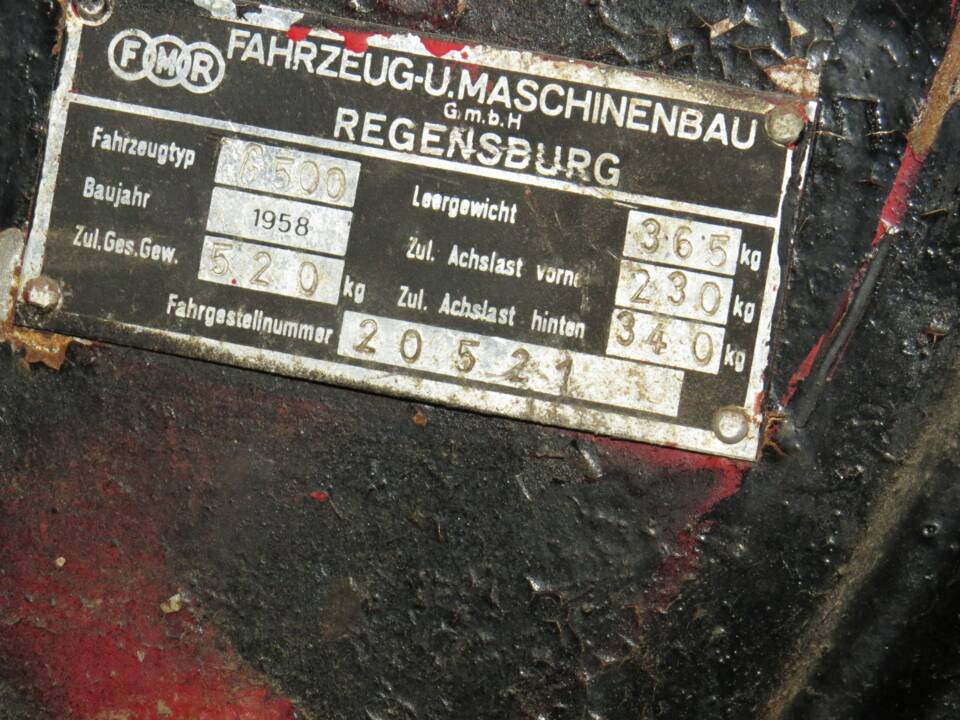 FMR FAHRZEUG-U.MASCHINENBAU
G.m.b.H
REGENSBURG
Fahrzeugtyp G500
Baujahr 1958
Zul.Ges.Gew. 520 kg
Leergewicht 365 kg
Zul. Achslast vorne 230 kg
Zul. Achslast hinten 340 kg
Fahrgestellnummer 20521